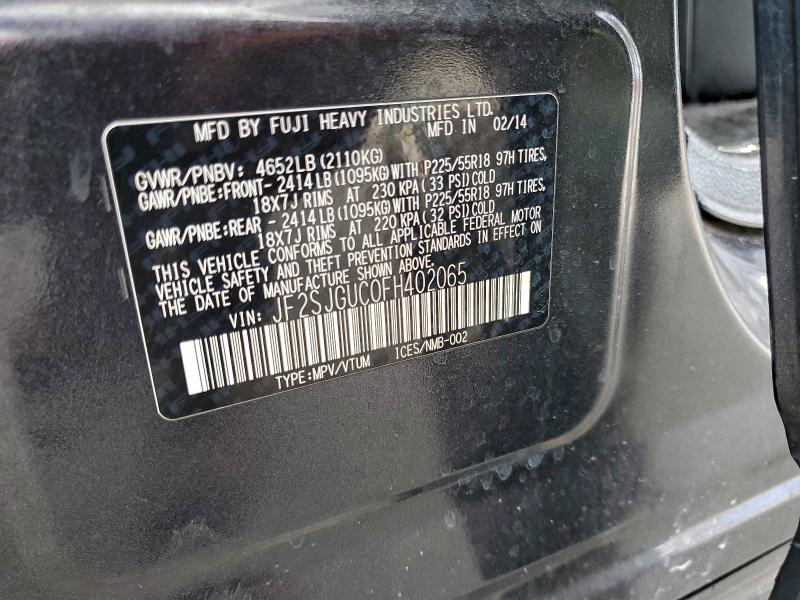 MFD BY FUJI HEAVY INDUSTRIES LTD.
MFD IN 02/14
GVWR/PNBV: 4652LB(2110KG)
GAWR/PNBE:FRONT- 2414LB(1095KG)WITH P225/55R18 97H TIRES,
18X7J RIMS AT 230 KPA(33 PSI)COLD
GAWR/PNBE:REAR - 2414LB(1095KG)WITH P225/55R18 97H TIRES,
18X7J RIMS AT 220 KPA(32 PSI)COLD
THIS VEHICLE CONFORMS TO ALL APPLICABLE FEDERAL MOTOR
VEHICLE SAFETY AND THEFT PREVENTION STANDARDS IN EFFECT ON
THE DATE OF MANUFACTURE SHOWN ABOVE.
VIN: JF2SJGUC0FH402065
TYPE:MPV/VTUM ICES/NMB-002